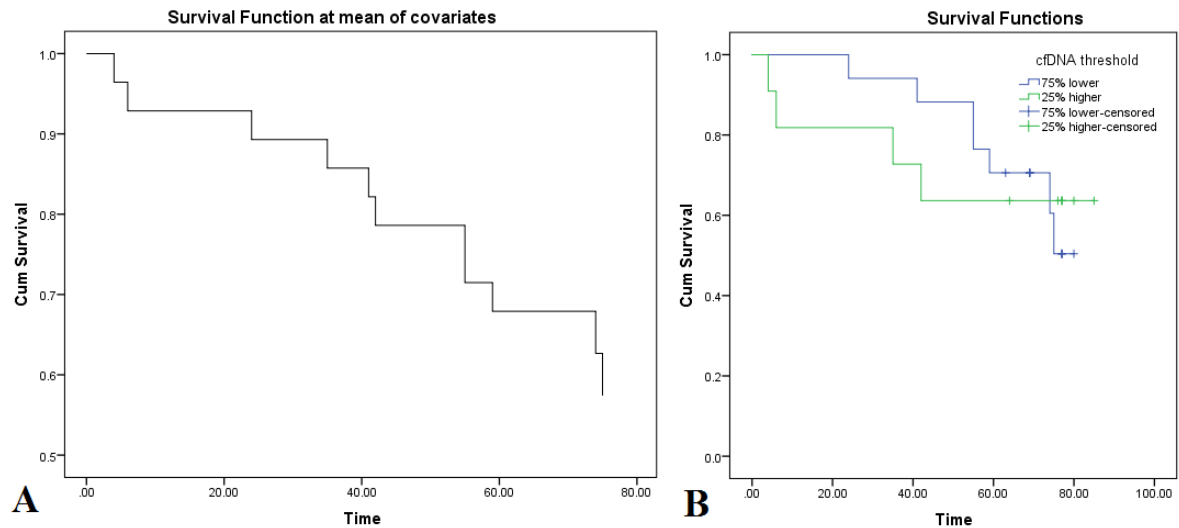 Survival Function at mean of covariates
1.0
0.9
0.8
0.7
0.6
0.5
Cum Survival
.00 20.00 40.00 60.00 80.00
Time
A
Survival Functions
cfDNA threshold
75% lower
25% higher
75% lower-censored
25% higher-censored
1.0
0.8
0.6
0.4
0.2
0.0
Cum Survival
.00 20.00 40.00 60.00 80.00 100.00
Time
B